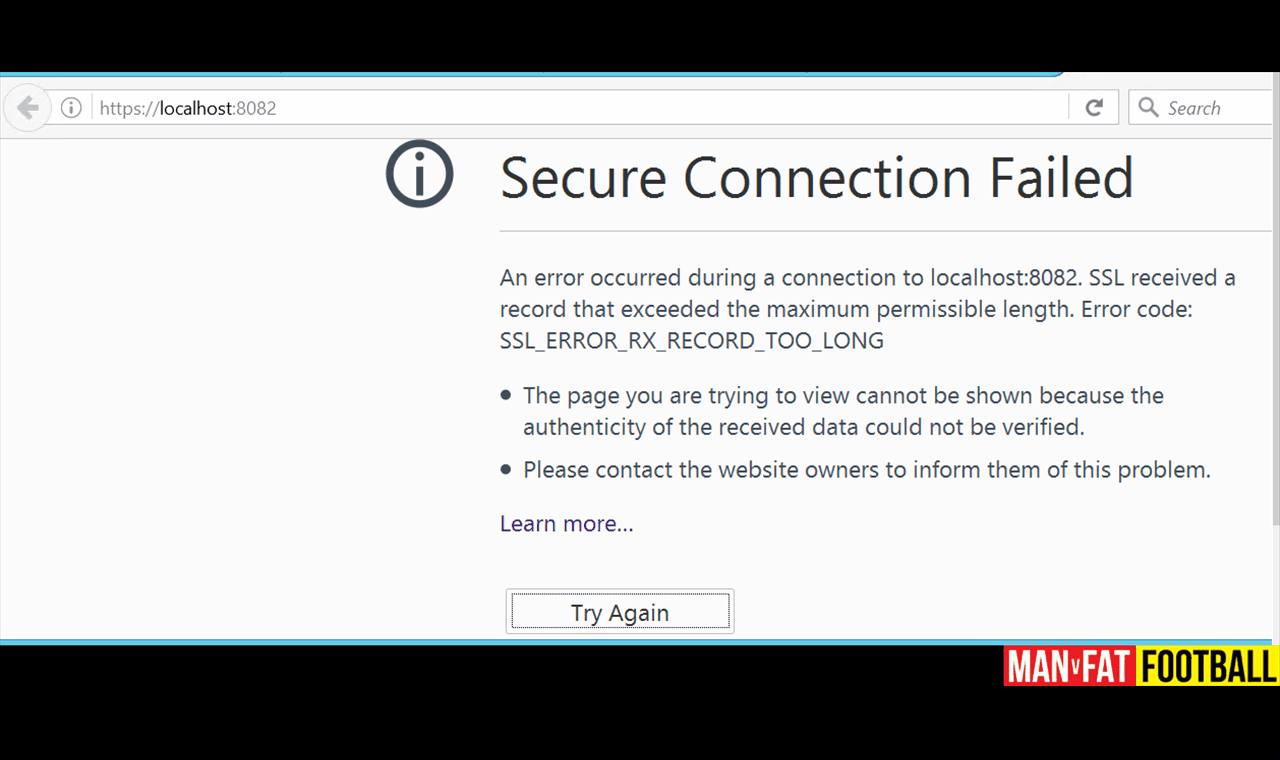 https://localhost:8082
Search
Secure Connection Failed
An error occurred during a connection to localhost:8082. SSL received a
record that exceeded the maximum permissible length. Error code:
SSL_ERROR_RX_RECORD_TOO_LONG
The page you are trying to view cannot be shown because the
authenticity of the received data could not be verified.
Please contact the website owners to inform them of this problem.
Learn more...
Try Again
MAN v FAT FOOTBALL